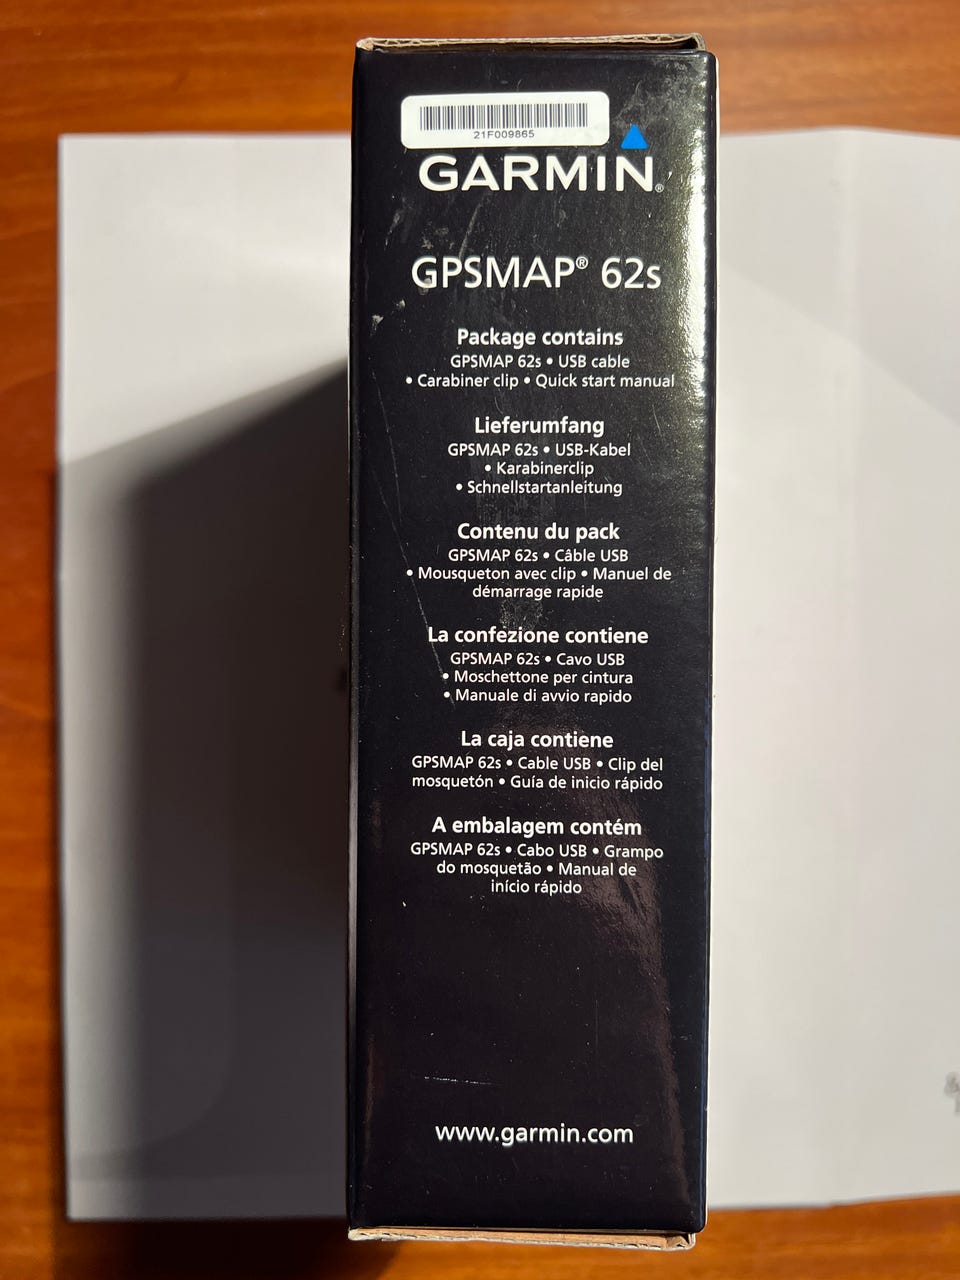 21F009865
GARMIN®
GPSMAP® 62s
Package contains
GPSMAP 62s • USB cable
• Carabiner clip • Quick start manual
Lieferumfang
GPSMAP 62s • USB-Kabel
• Karabinerclip
• Schnellstartanleitung
Contenu du pack
GPSMAP 62s • Câble USB
• Mousqueton avec clip • Manuel de
démarrage rapide
La confezione contiene
GPSMAP 62s • Cavo USB
• Moschettone per cintura
• Manuale di avvio rapido
La caja contiene
GPSMAP 62s • Cable USB • Clip del
mosquetón • Guía de inicio rápido
A embalagem contém
GPSMAP 62s • Cabo USB • Grampo
do mosquetão • Manual de
início rápido
www.garmin.com